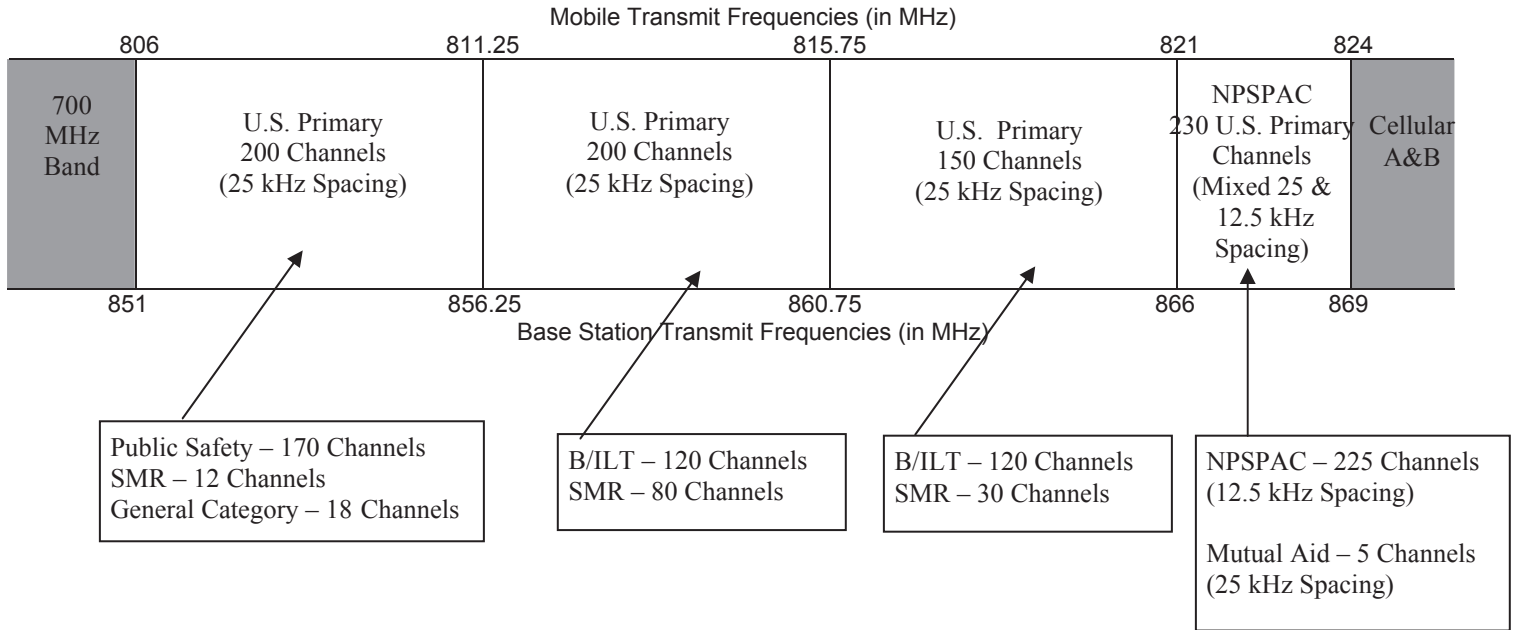 Mobile Transmit Frequencies (in MHz)
806 811.25 815.75 821 824
700
MHz
Band
U.S. Primary
200 Channels
(25 kHz Spacing)
U.S. Primary
200 Channels
(25 kHz Spacing)
U.S. Primary
150 Channels
(25 kHz Spacing)
NPSPAC
230 U.S. Primary
Channels
(Mixed 25 &
12.5 kHz
Spacing)
Cellular
A&B
851 856.25 860.75 866 869
Base Station Transmit Frequencies (in MHz)
Public Safety – 170 Channels
SMR – 12 Channels
General Category – 18 Channels
B/ILT – 120 Channels
SMR – 80 Channels
B/ILT – 120 Channels
SMR – 30 Channels
NPSPAC – 225 Channels
(12.5 kHz Spacing)
Mutual Aid – 5 Channels
(25 kHz Spacing)